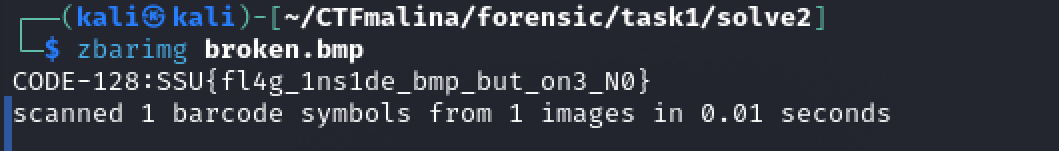 ┌──(kali㉿kali)-[~/CTFmalina/forensic/task1/solve2]
└─$ zbarimg broken.bmp
CODE-128:SSU{fl4g_1ns1de_bmp_but_on3_N0}
scanned 1 barcode symbols from 1 images in 0.01 seconds